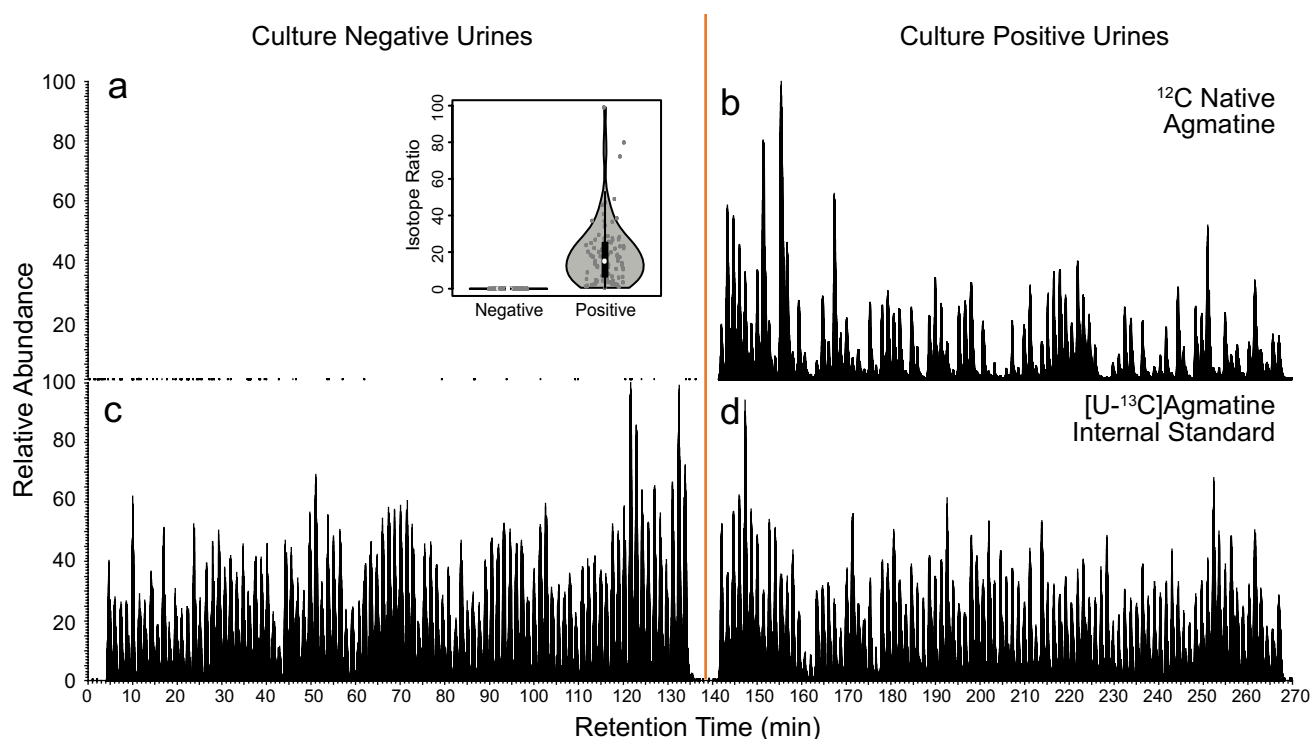 Culture Negative Urines
Culture Positive Urines
a
b
¹²C Native
Agmatine
100
80
60
40
20
100
80
60
40
20
0
Relative Abundance
Isotope Ratio
100
80
60
40
20
0
Negative
Positive
c
d
[U-¹³C]Agmatine
Internal Standard
0 10 20 30 40 50 60 70 80 90 100 110 120 130 140 150 160 170 180 190 200 210 220 230 240 250 260 270
Retention Time (min)